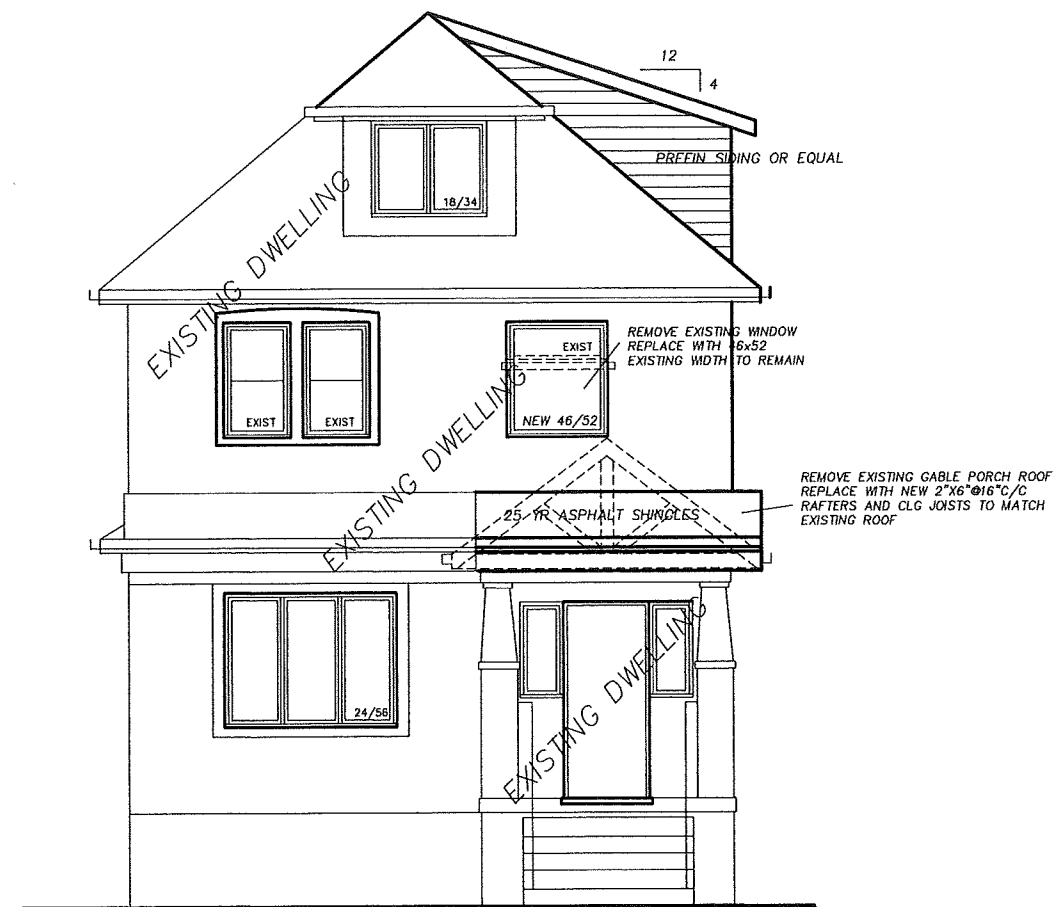 12
4
PREFIN SIDING OR EQUAL
18/34
EXISTING DWELLING
REMOVE EXISTING WINDOW
REPLACE WITH 46x52
EXISTING WIDTH TO REMAIN
EXIST
EXIST
EXIST
NEW 46/52
EXISTING DWELLING
REMOVE EXISTING GABLE PORCH ROOF
REPLACE WITH NEW 2"X6"@16"C/C
RAFTERS AND CLG JOISTS TO MATCH
EXISTING ROOF
25 YR ASPHALT SHINGLES
24/56
EXISTING DWELLING